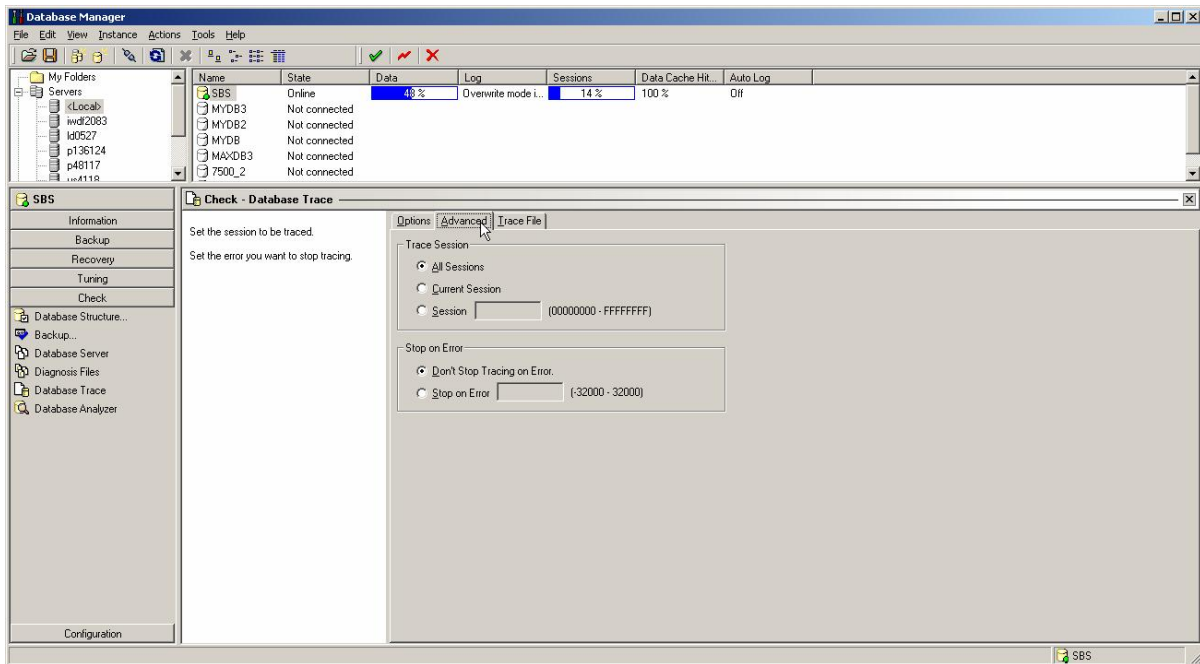 Database Manager
File Edit View Instance Actions Tools Help
My Folders
Servers
<Local>
iwdf2083
ld0527
p136124
p48117
us4118
Name State Data Log Sessions Data Cache Hit... Auto Log
SBS Online 48 % Overwrite mode i... 14 % 100 % Off
MYDB3 Not connected
MYDB2 Not connected
MYDB Not connected
MAXDB3 Not connected
7500_2 Not connected
SBS
Information
Backup
Recovery
Tuning
Check
Database Structure...
Backup...
Database Server
Diagnosis Files
Database Trace
Database Analyzer
Configuration
Check - Database Trace
Set the session to be traced.
Set the error you want to stop tracing.
Options Advanced Trace File
Trace Session
All Sessions
Current Session
Session (00000000 - FFFFFFFF)
Stop on Error
Don't Stop Tracing on Error.
Stop on Error (-32000 - 32000)
SBS